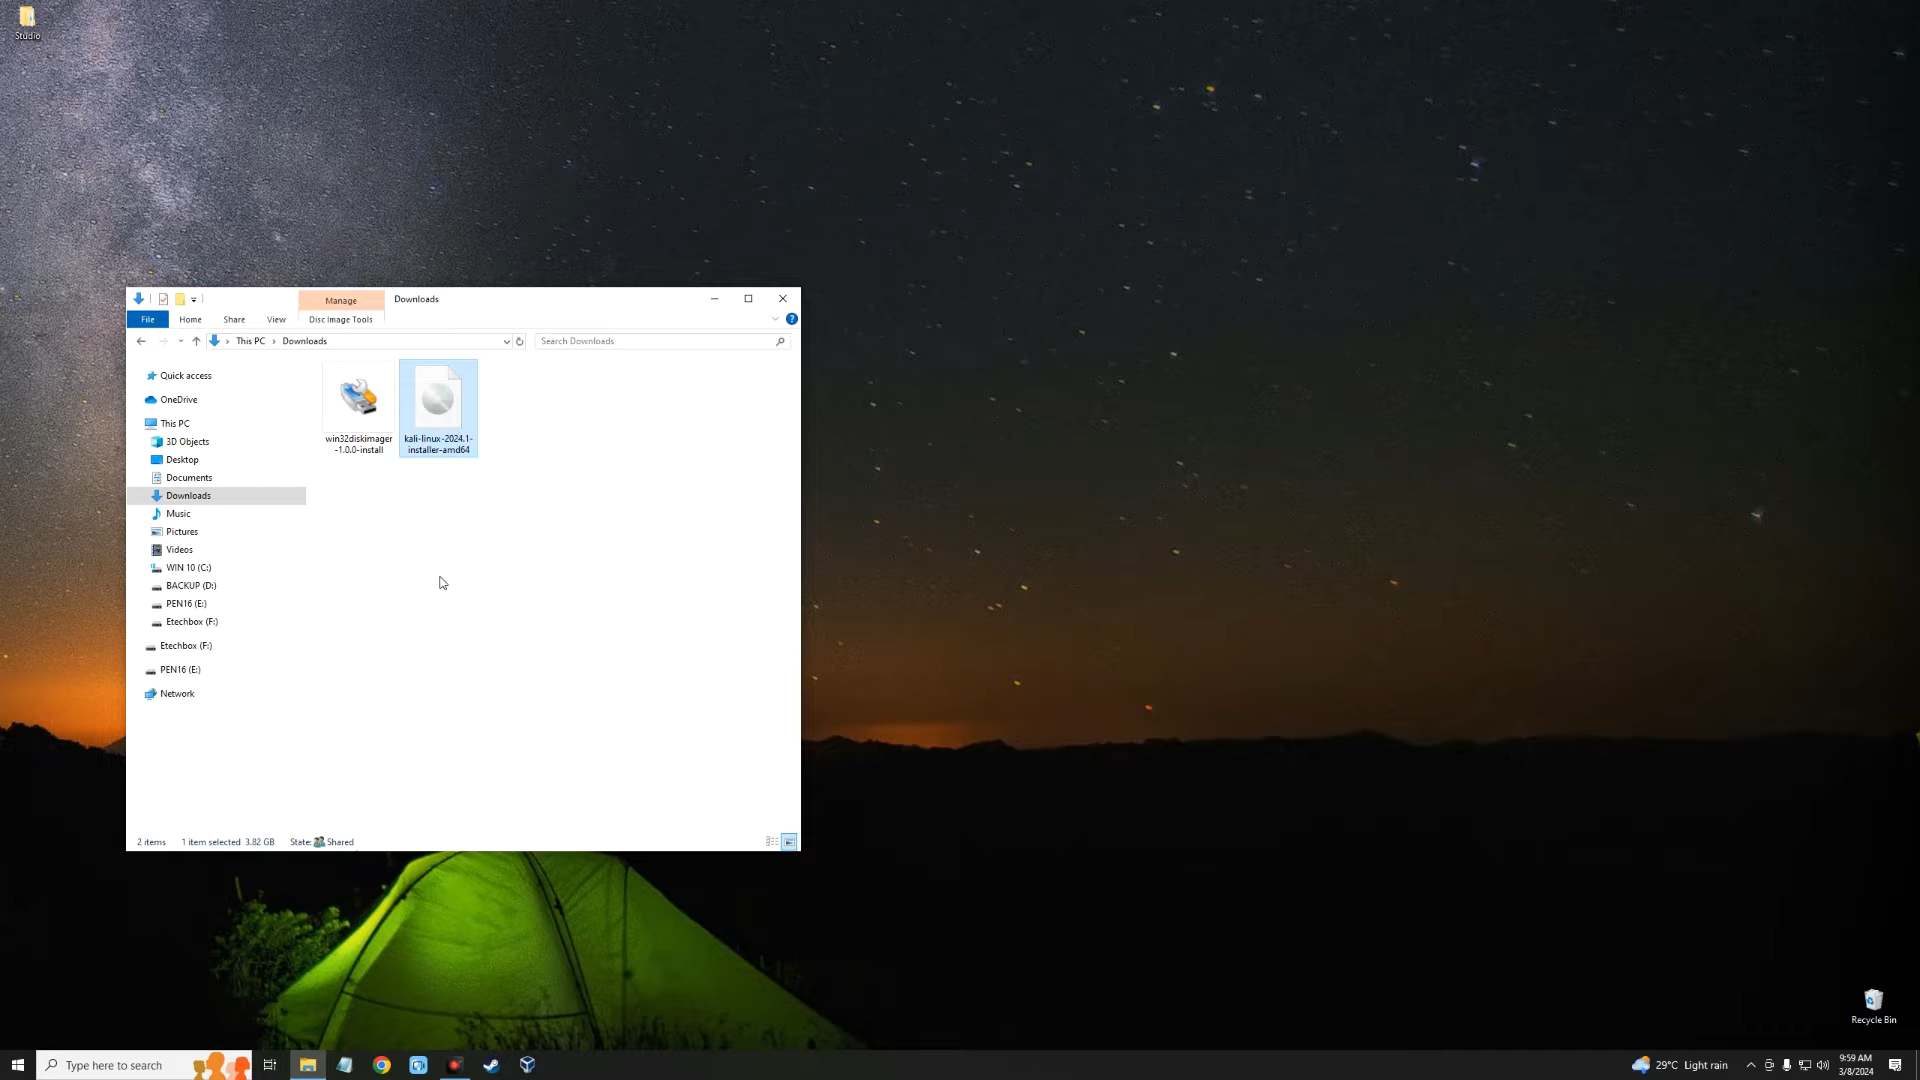 Studio
Manage
Downloads
File
Home
Share
View
Disc Image Tools
This PC
Downloads
Search Downloads
Quick access
OneDrive
This PC
3D Objects
Desktop
Documents
Downloads
Music
Pictures
Videos
WIN 10 (C:)
BACKUP (D:)
PEN16 (E:)
Etechbox (F:)
Etechbox (F:)
PEN16 (E:)
Network
win32diskimager
-1.0.0-install
kali-linux-2024.1-
installer-amd64
2 items
1 item selected 3.82 GB
State: Shared
Recycle Bin
Type here to search
29°C Light rain
9:59 AM
3/8/2024